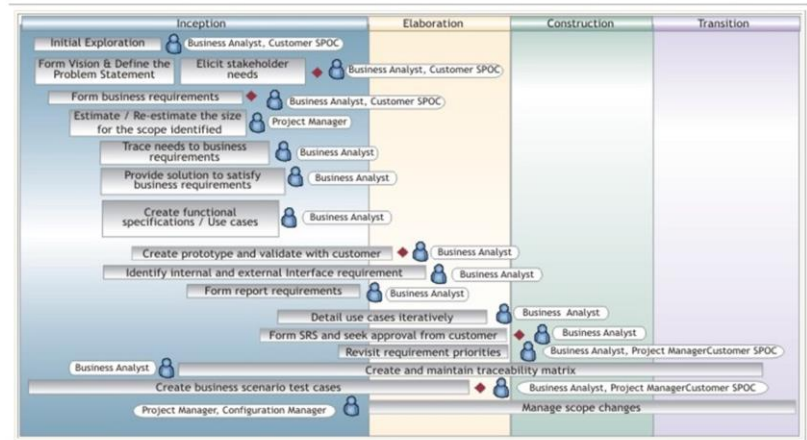 Inception Elaboration Construction Transition
Initial Exploration Business Analyst, Customer SPOC
Form Vision & Define the Elicit stakeholder
Problem Statement needs Business Analyst, Customer SPOC
Form business requirements Business Analyst, Customer SPOC
Estimate / Re-estimate the size Project Manager
for the scope identified
Trace needs to business Business Analyst
requirements
Provide solution to satisfy Business Analyst
business requirements
Create functional Business Analyst
specifications / Use cases
Create prototype and validate with customer Business Analyst
Identify internal and external Interface requirement Business Analyst
Form report requirements Business Analyst
Detail use cases iteratively Business Analyst
Form SRS and seek approval from customer Business Analyst
Revisit requirement priorities Business Analyst, Project ManagerCustomer SPOC
Business Analyst Create and maintain traceability matrix
Create business scenario test cases Business Analyst, Project ManagerCustomer SPOC
Project Manager, Configuration Manager Manage scope changes